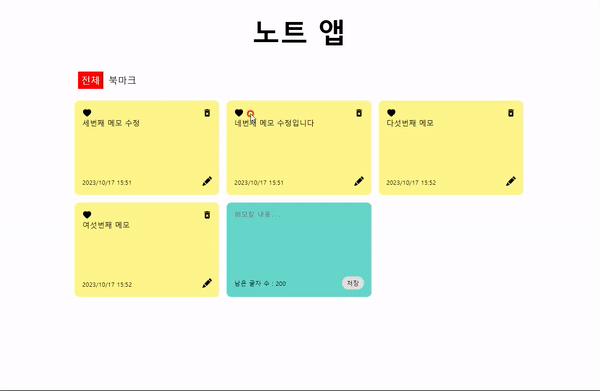 노트 앱
전체 북마크
세번째 메모 수정
2023/10/17 15:51
네번째 메모 수정입니다
2023/10/17 15:51
다섯번째 메모
2023/10/17 15:52
여섯번째 메모
2023/10/17 15:52
메모할 내용...
남은 글자 수 : 200
저장